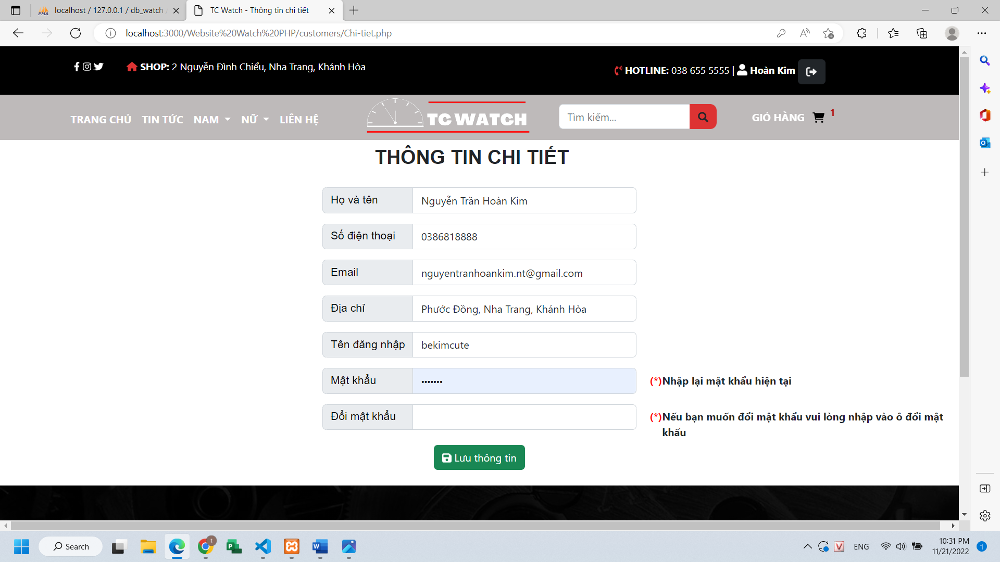 localhost / 127.0.0.1 / db_watch
TC Watch - Thông tin chi tiết
localhost:3000/Website%20Watch%20PHP/customers/Chi-tiet.php
SHOP: 2 Nguyễn Đình Chiểu, Nha Trang, Khánh Hòa
HOTLINE: 038 655 5555 | Hoàn Kim
TRANG CHỦ TIN TỨC NAM NỮ LIÊN HỆ
TC WATCH
Tìm kiếm...
GIỎ HÀNG 1
THÔNG TIN CHI TIẾT
Họ và tên Nguyễn Trần Hoàn Kim
Số điện thoại 0386818888
Email nguyentranhoankim.nt@gmail.com
Địa chỉ Phước Đồng, Nha Trang, Khánh Hòa
Tên đăng nhập bekimcute
Mật khẩu ••••••• (*)Nhập lại mật khẩu hiện tại
Đổi mật khẩu (*)Nếu bạn muốn đổi mật khẩu vui lòng nhập vào ô đổi mật
khẩu
Lưu thông tin
Search
ENG
10:31 PM
11/21/2022
1